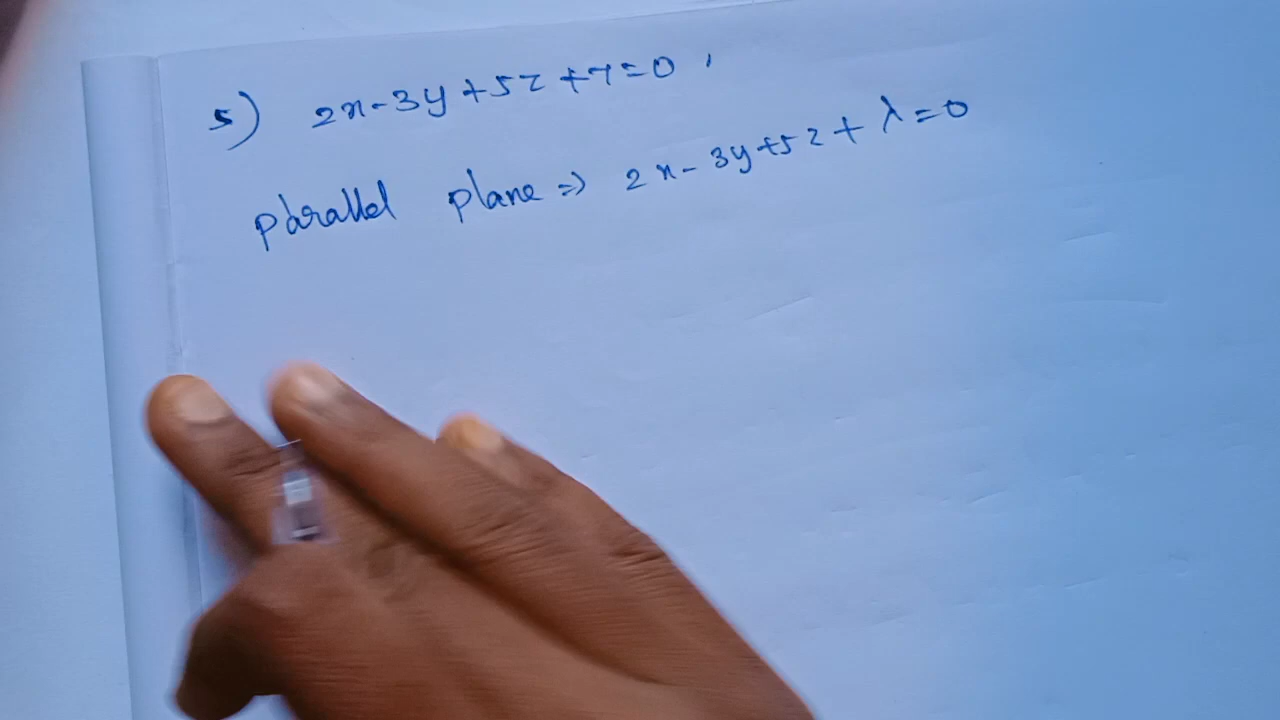 5) 2x-3y+5z+7=0,
parallel plane => 2x-3y+5z+λ=0